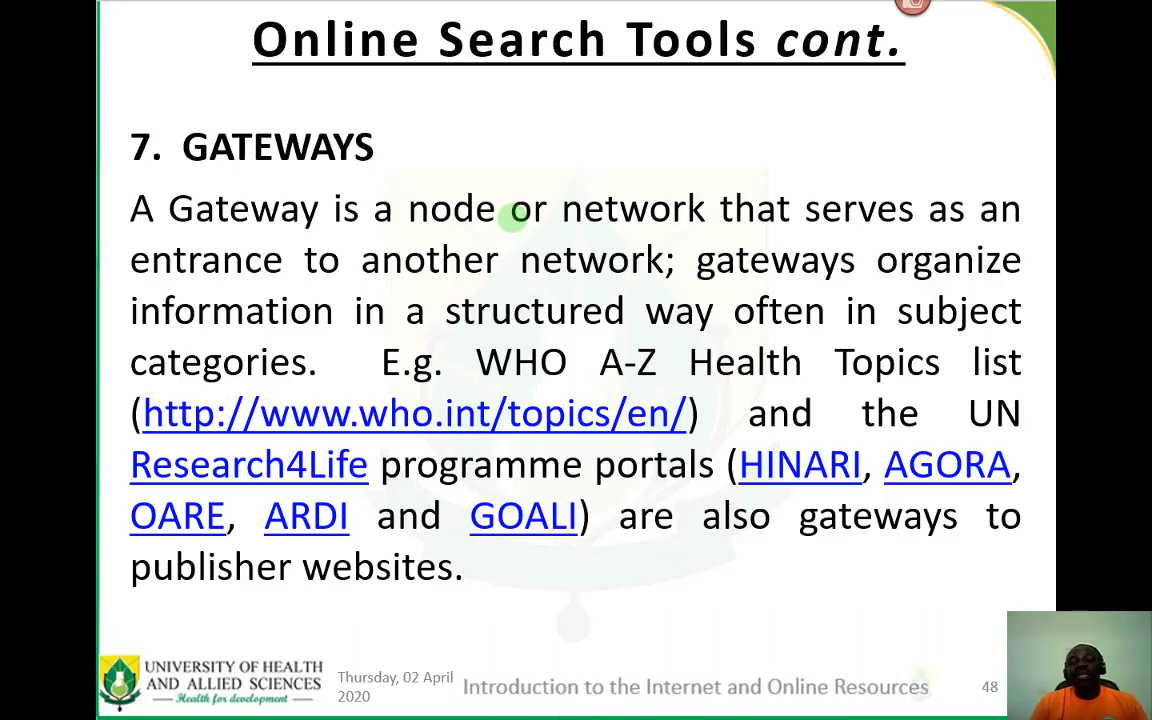 Online Search Tools cont.
7. GATEWAYS
A Gateway is a node or network that serves as an
entrance to another network; gateways organize
information in a structured way often in subject
categories. E.g. WHO A-Z Health Topics list
(http://www.who.int/topics/en/) and the UN
Research4Life programme portals (HINARI, AGORA,
OARE, ARDI and GOALI) are also gateways to
publisher websites.
UNIVERSITY OF HEALTH
AND ALLIED SCIENCES
Health for development
Thursday, 02 April
2020
Introduction to the Internet and Online Resources
48